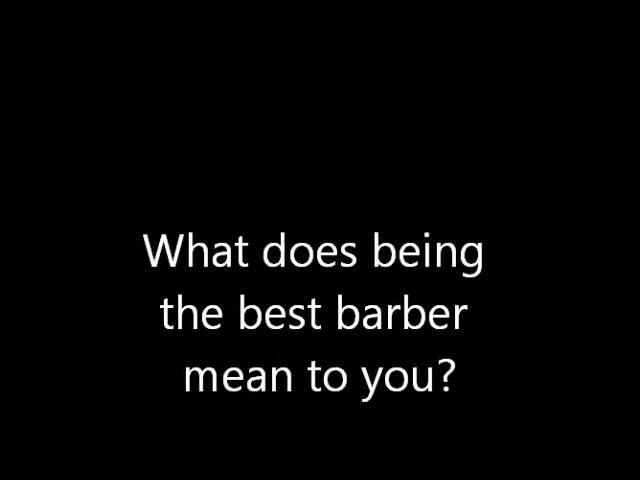 What does being
the best barber
mean to you?